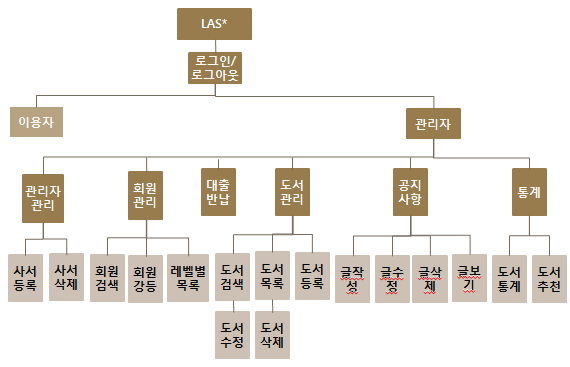 LAS*
로그인/
로그아웃
이용자
관리자
관리자
관리
회원
관리
대출
반납
도서
관리
공지
사항
통계
사서
등록
사서
삭제
회원
검색
회원
강등
레벨별
목록
도서
검색
도서
목록
도서
등록
글작
성
글수
정
글삭
제
글보
기
도서
통계
도서
추천
도서
수정
도서
삭제